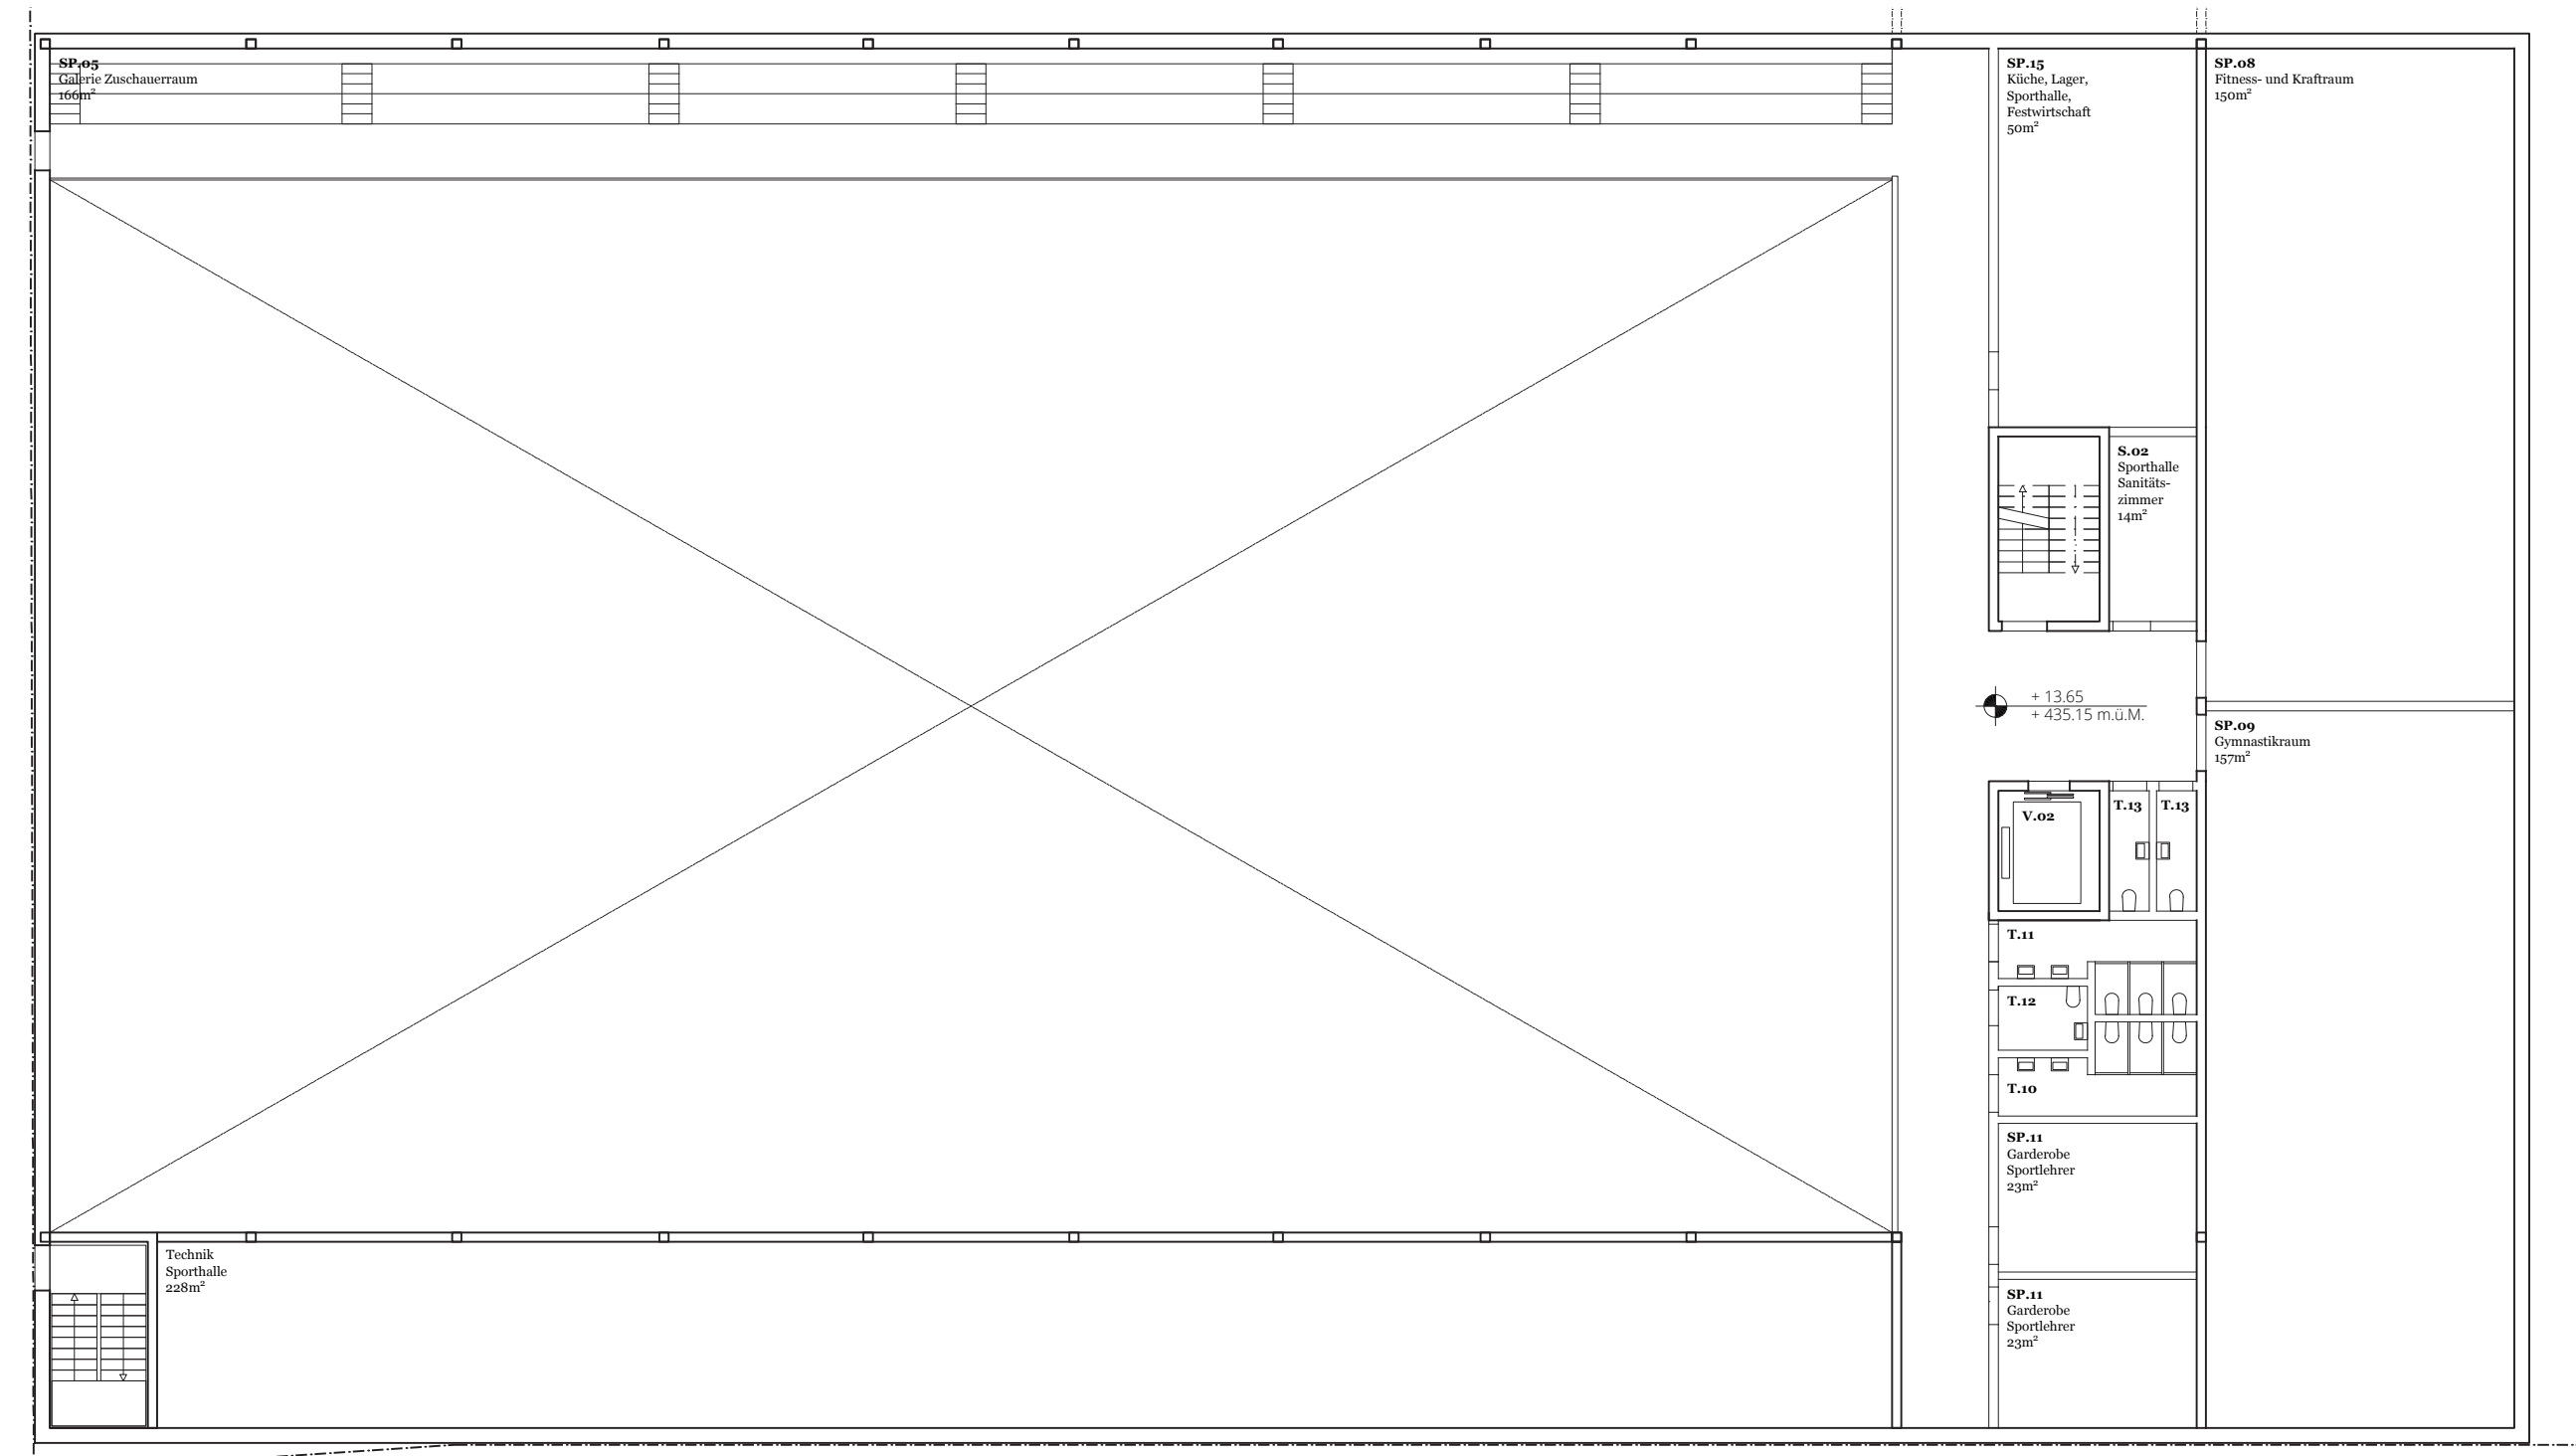 SP.05
Galerie Zuschauerraum
166m²
SP.15
Küche, Lager,
Sporthalle,
Festwirtschaft
50m²
SP.08
Fitness- und Kraftraum
150m²
S.02
Sporthalle
Sanitäts-
zimmer
14m²
+ 13.65
+ 435.15 m.ü.M.
SP.09
Gymnastikraum
157m²
V.02
T.13
T.13
T.11
T.12
T.10
SP.11
Garderobe
Sportlehrer
23m²
Technik
Sporthalle
228m²
SP.11
Garderobe
Sportlehrer
23m²